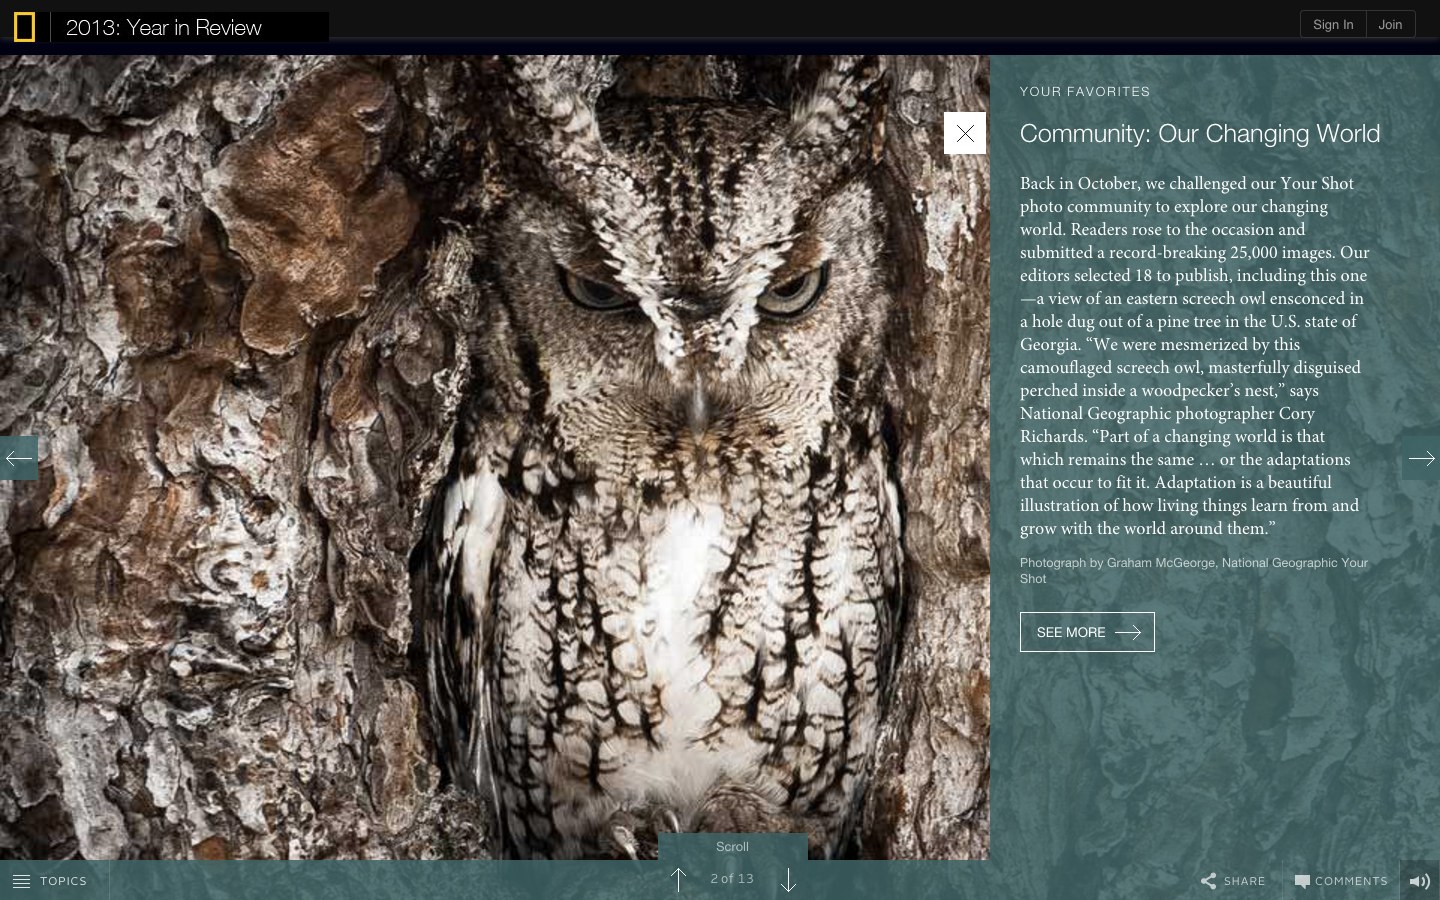 2013: Year in Review
Sign In
Join
YOUR FAVORITES
Community: Our Changing World
Back in October, we challenged our Your Shot
photo community to explore our changing
world. Readers rose to the occasion and
submitted a record-breaking 25,000 images. Our
editors selected 18 to publish, including this one
—a view of an eastern screech owl ensconced in
a hole dug out of a pine tree in the U.S. state of
Georgia. “We were mesmerized by this
camouflaged screech owl, masterfully disguised
perched inside a woodpecker’s nest,” says
National Geographic photographer Cory
Richards. “Part of a changing world is that
which remains the same … or the adaptations
that occur to fit it. Adaptation is a beautiful
illustration of how living things learn from and
grow with the world around them.”
Photograph by Graham McGeorge, National Geographic Your
Shot
SEE MORE
Scroll
TOPICS
2 of 13
SHARE
COMMENTS